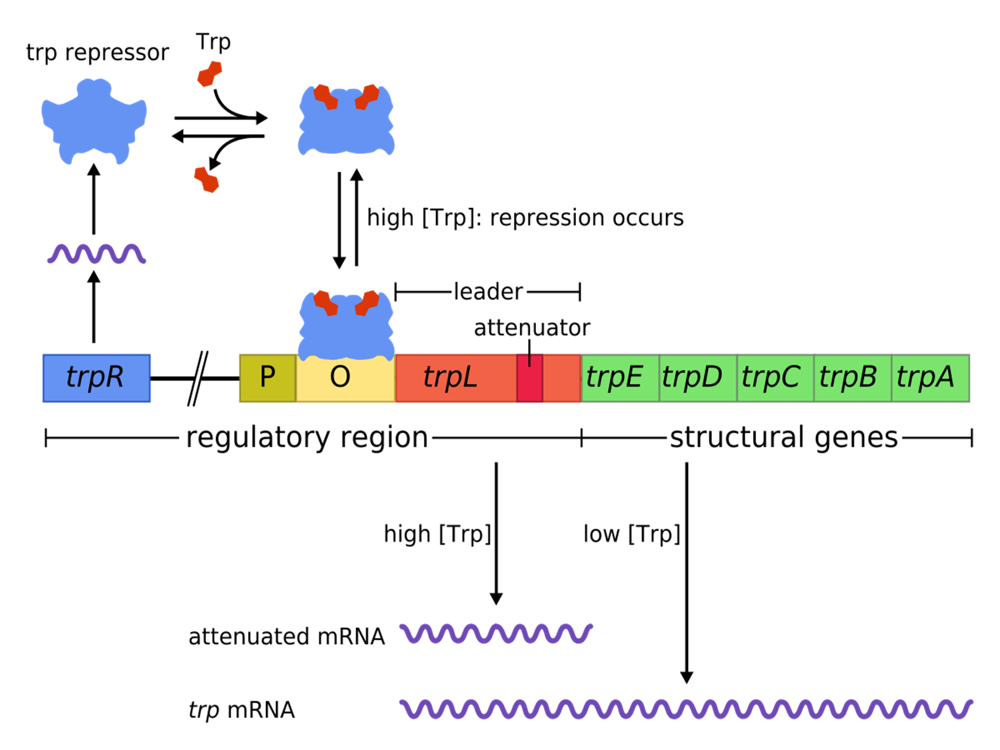 Trp
trp repressor
high [Trp]: repression occurs
leader
attenuator
trpR
P
O
trpL
trpE
trpD
trpC
trpB
trpA
regulatory region
structural genes
high [Trp]
low [Trp]
attenuated mRNA
trp mRNA